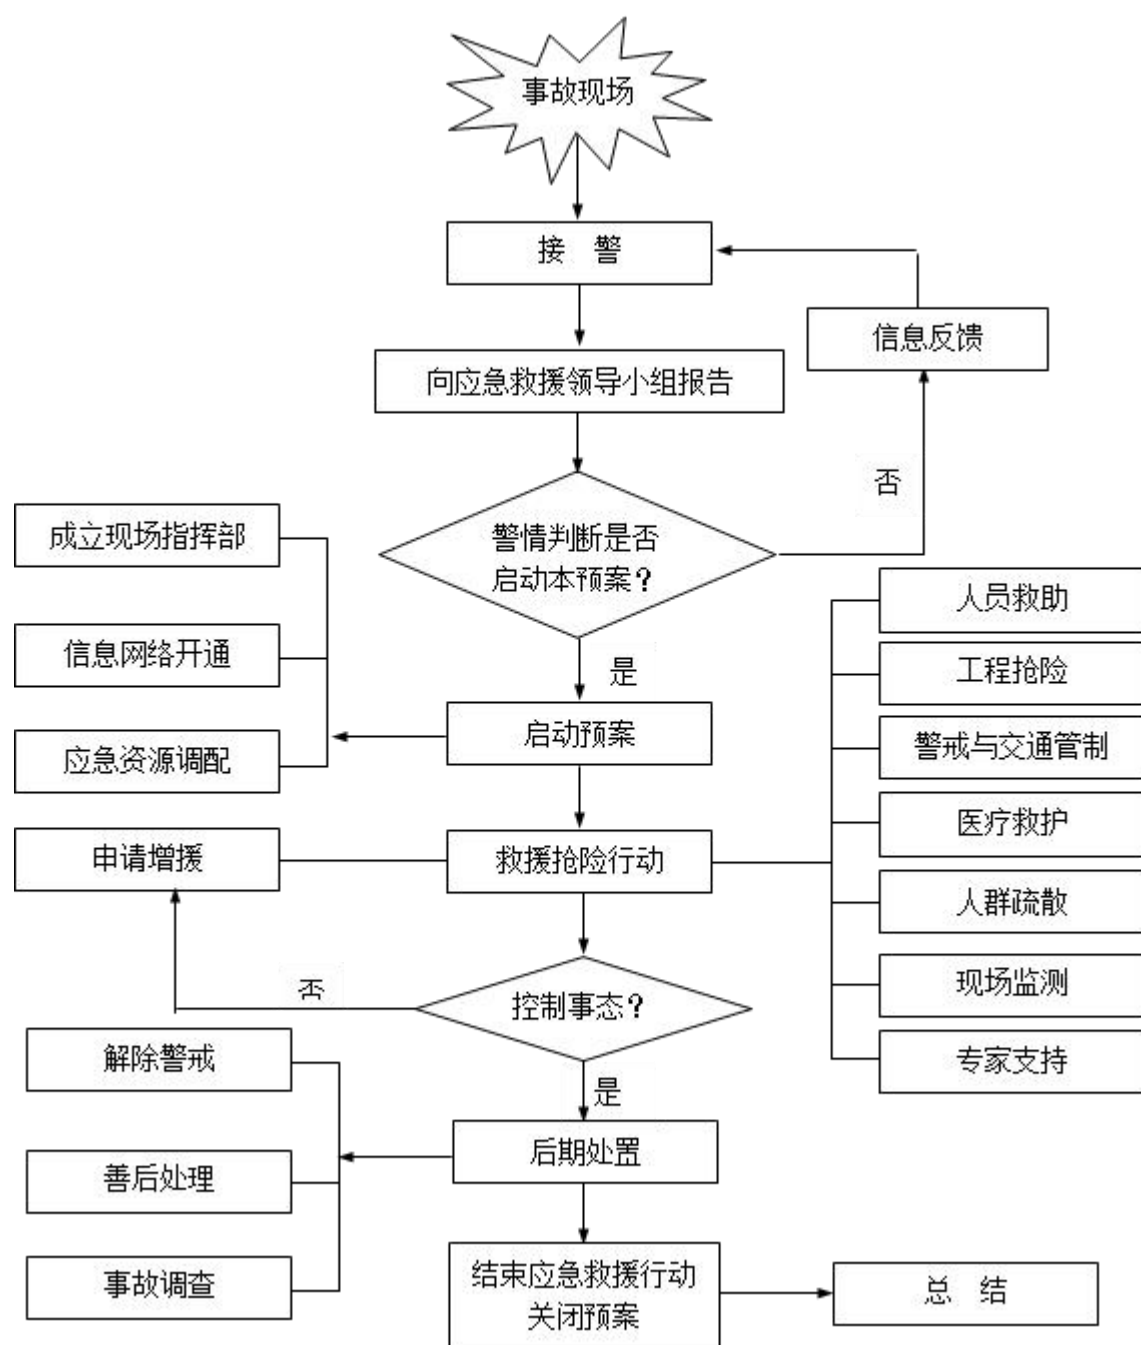 事故现场
接 警
信息反馈
向应急救援领导小组报告
否
警情判断是否
启动本预案?
成立现场指挥部
信息网络开通
应急资源调配
是
启动预案
人员救助
工程抢险
警戒与交通管制
医疗救护
人群疏散
现场监测
专家支持
申请增援
救援抢险行动
否
控制事态?
是
解除警戒
善后处理
事故调查
后期处置
结束应急救援行动
关闭预案
总 结